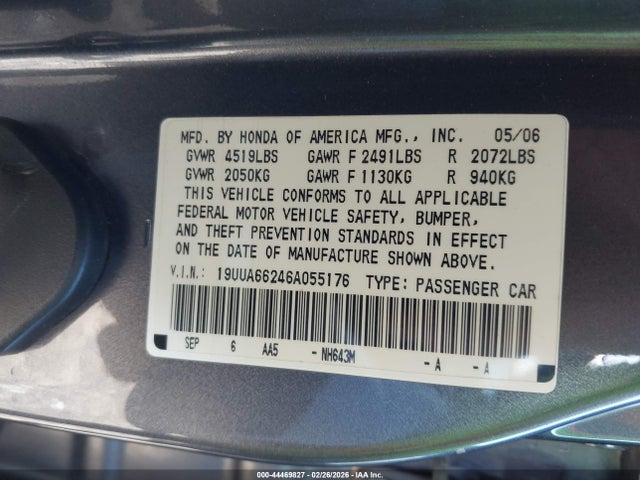 MFD. BY HONDA OF AMERICA MFG., INC. 05/06
GVWR 4519LBS GAWR F 2491LBS R 2072LBS
GVWR 2050KG GAWR F 1130KG R 940KG
THIS VEHICLE CONFORMS TO ALL APPLICABLE
FEDERAL MOTOR VEHICLE SAFETY, BUMPER,
AND THEFT PREVENTION STANDARDS IN EFFECT
ON THE DATE OF MANUFACTURE SHOWN ABOVE.
V.I.N.: 19UUA66246A055176 TYPE: PASSENGER CAR
SEP 6 AA5 -NH643M -A -A
000-44469827 | 02/26/2026 | IAA Inc.